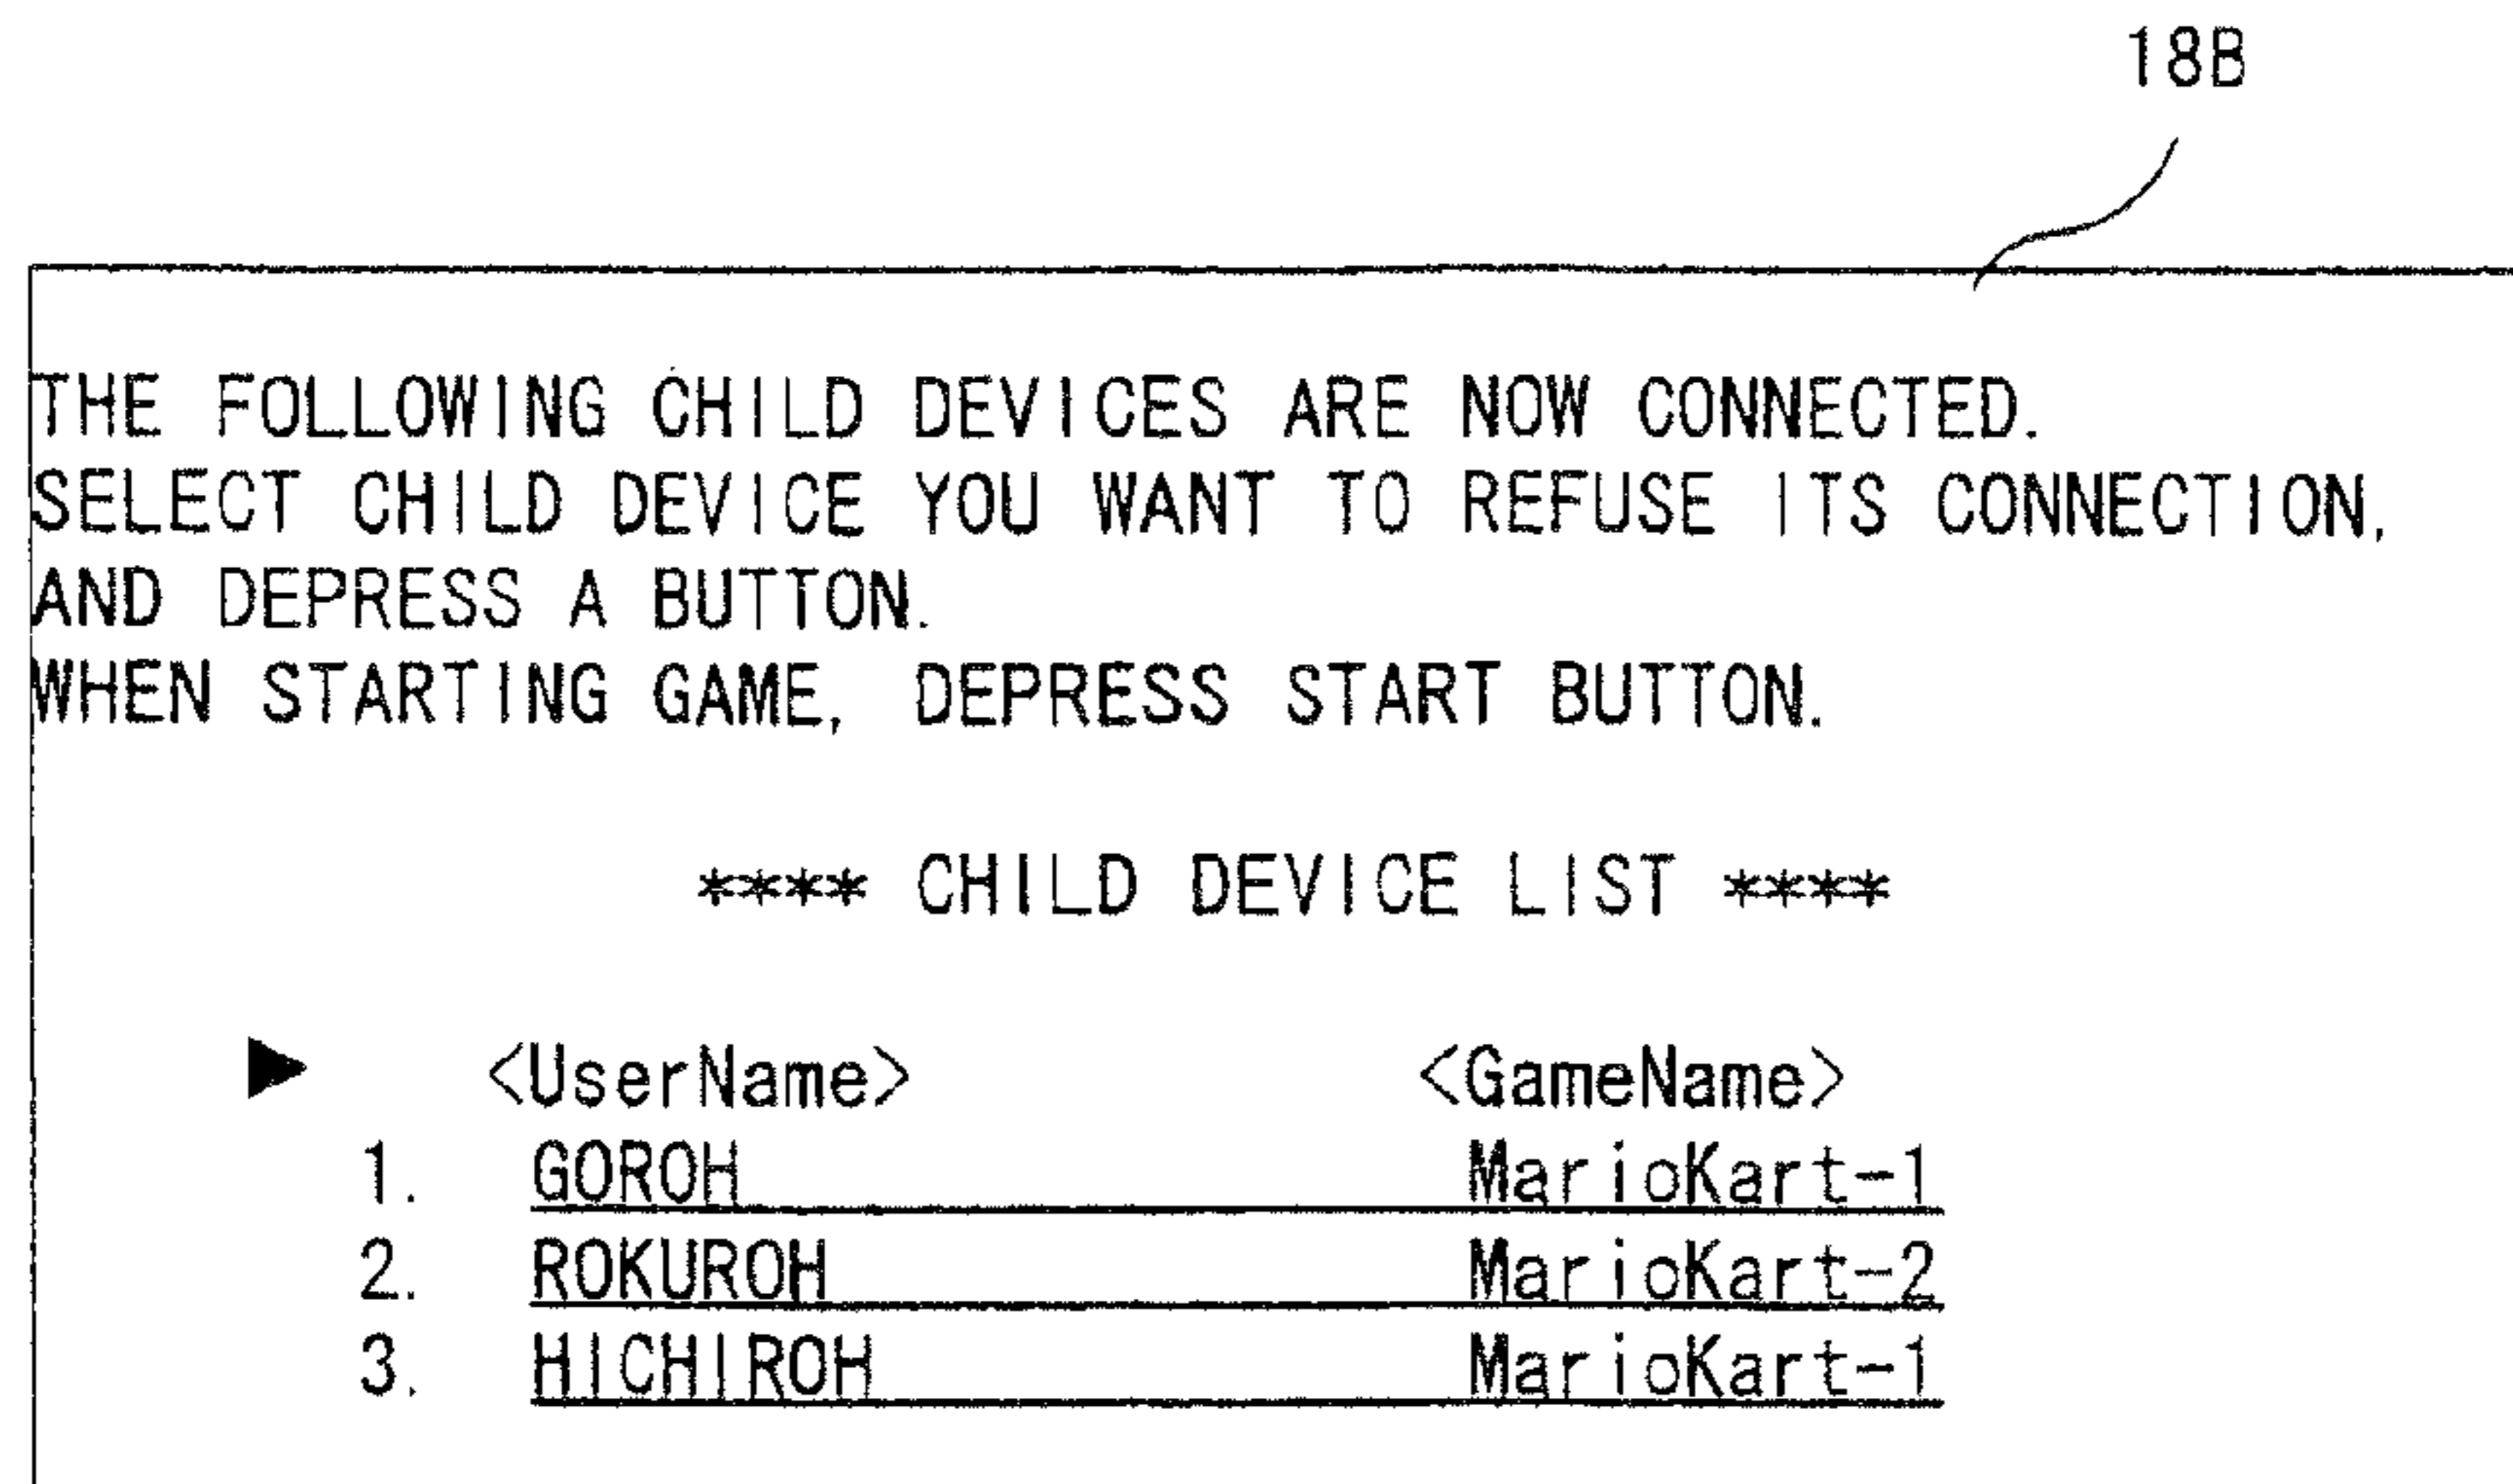 18B
THE FOLLOWING CHILD DEVICES ARE NOW CONNECTED.
SELECT CHILD DEVICE YOU WANT TO REFUSE ITS CONNECTION,
AND DEPRESS A BUTTON.
WHEN STARTING GAME, DEPRESS START BUTTON.
**** CHILD DEVICE LIST ****
▶ <UserName> <GameName>
1. GOROH MarioKart-1
2. ROKUROH MarioKart-2
3. HICHIROH MarioKart-1